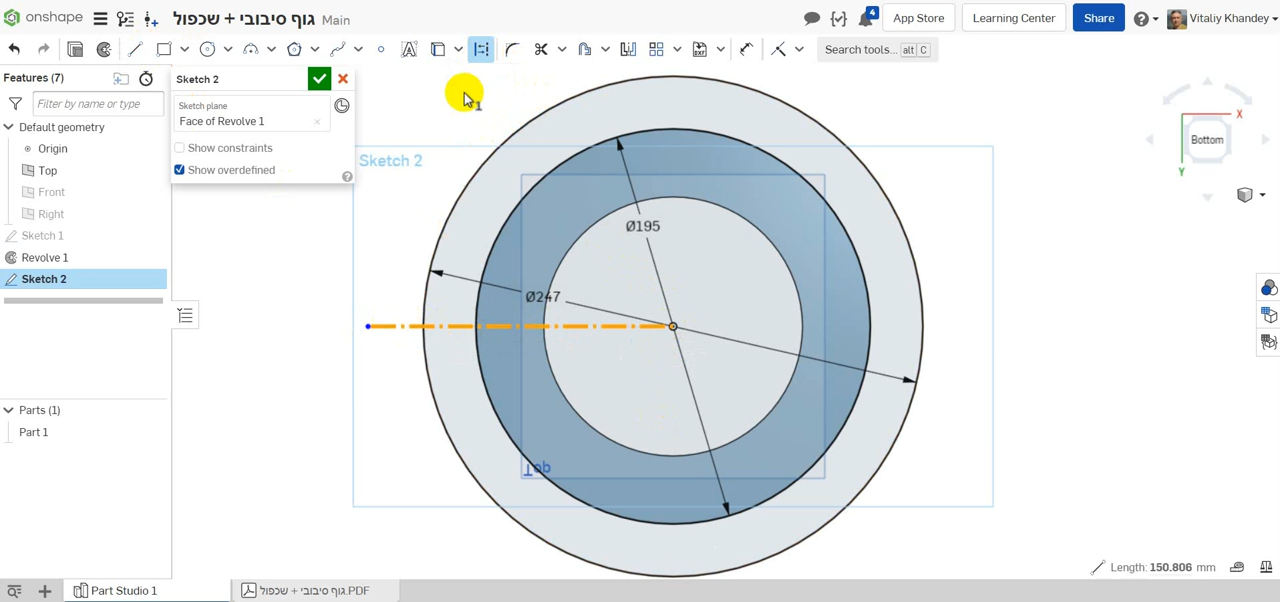 onshape
גוף סיבובי + שכפול Main
4
App Store
Learning Center
Share
Vitaliy Khandey
Search tools... alt C
Features (7)
Filter by name or type
Default geometry
Origin
Top
Front
Right
Sketch 1
Revolve 1
Sketch 2
Parts (1)
Part 1
Sketch 2
Sketch plane
Face of Revolve 1
Show constraints
Show overdefined
Sketch 2
1
Ø195
Ø247
Top
Bottom
X
Y
Length: 150.806 mm
Part Studio 1
גוף סיבובי + שכפול.PDF